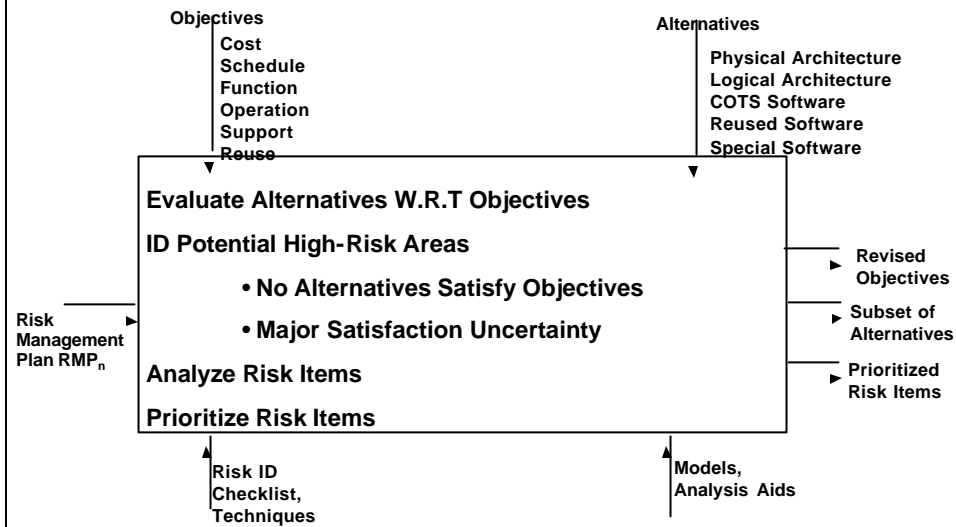 Objectives
Cost
Schedule
Function
Operation
Support
Reuse
Alternatives
Physical Architecture
Logical Architecture
COTS Software
Reused Software
Special Software
Evaluate Alternatives W.R.T Objectives
ID Potential High-Risk Areas
• No Alternatives Satisfy Objectives
• Major Satisfaction Uncertainty
Analyze Risk Items
Prioritize Risk Items
Risk
Management
Plan RMPn
Revised
Objectives
Subset of
Alternatives
Prioritized
Risk Items
Risk ID
Checklist,
Techniques
Models,
Analysis Aids